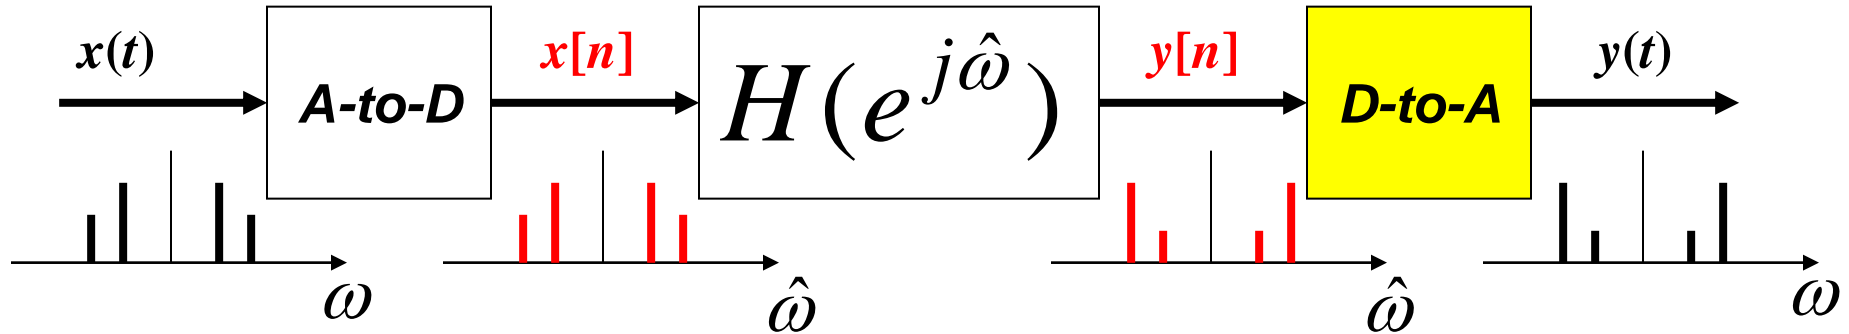 x(t) x[n] y[n] y(t)
A-to-D H(e^{jω̂}) D-to-A
ω ω̂ ω̂ ω